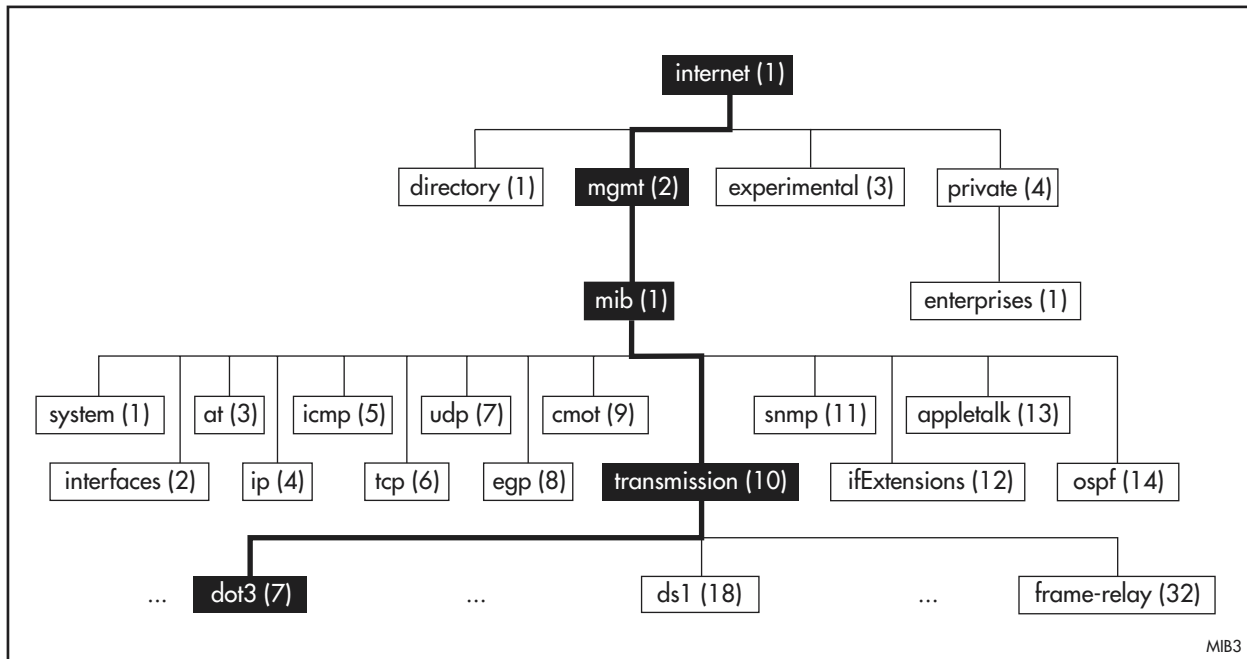 internet (1)
directory (1) mgmt (2) experimental (3) private (4)
mib (1) enterprises (1)
system (1) at (3) icmp (5) udp (7) cmot (9) snmp (11) appletalk (13)
interfaces (2) ip (4) tcp (6) egp (8) transmission (10) ifExtensions (12) ospf (14)
... dot3 (7) ... ds1 (18) ... frame-relay (32)
MIB3